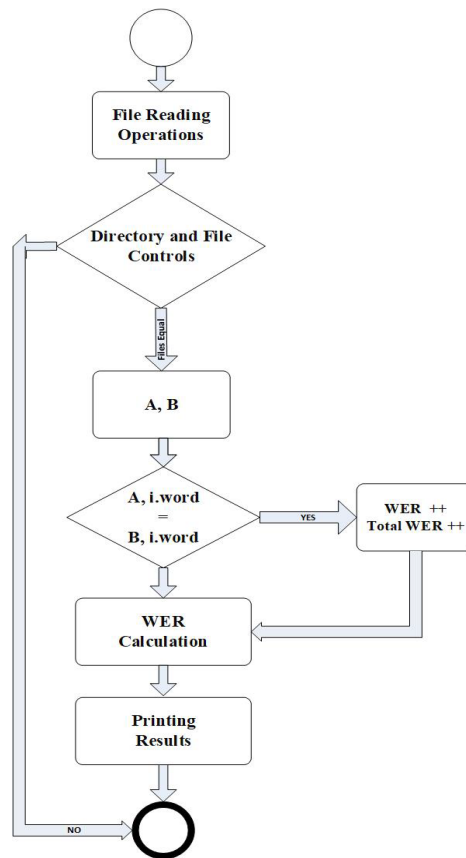 File Reading
Operations
Directory and File
Controls
Files Equal
A, B
A, i.word
=
B, i.word
YES
WER ++
Total WER ++
WER
Calculation
Printing
Results
NO